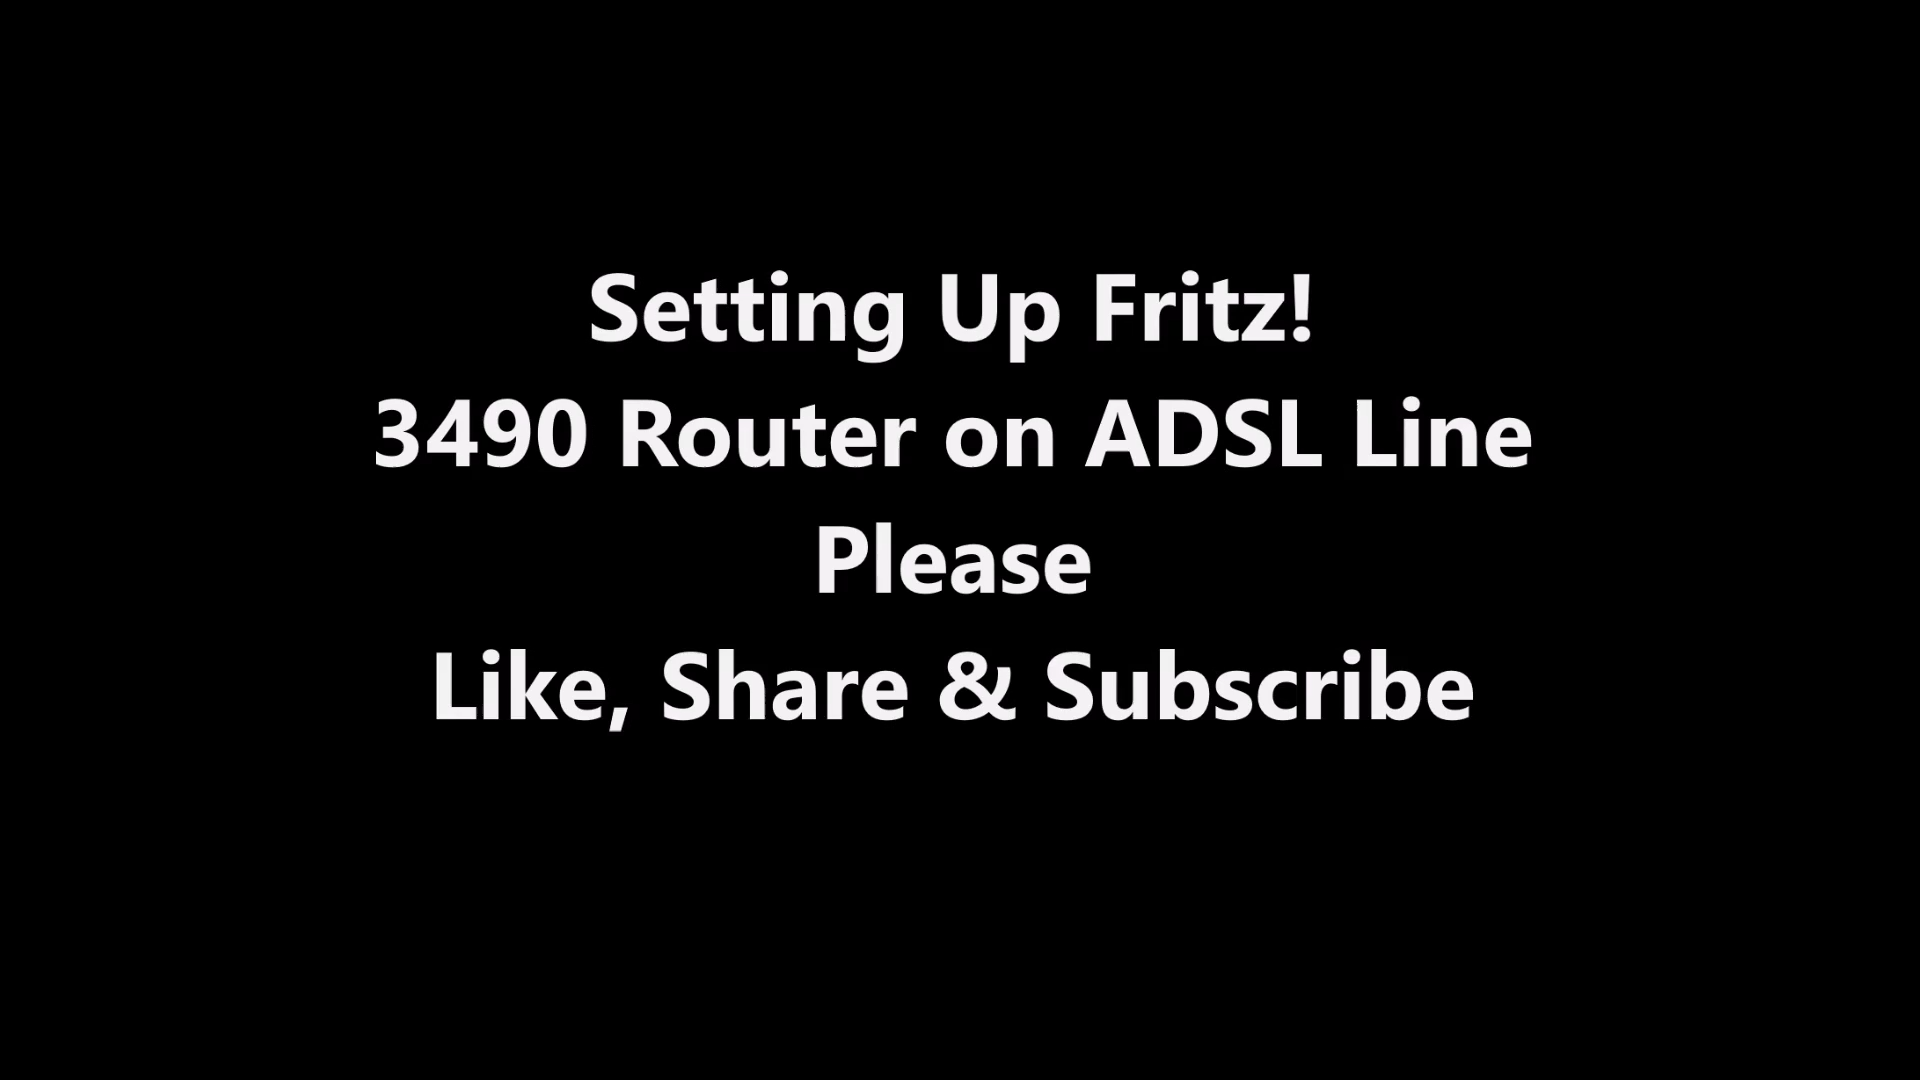 Setting Up Fritz!
3490 Router on ADSL Line
Please
Like, Share & Subscribe